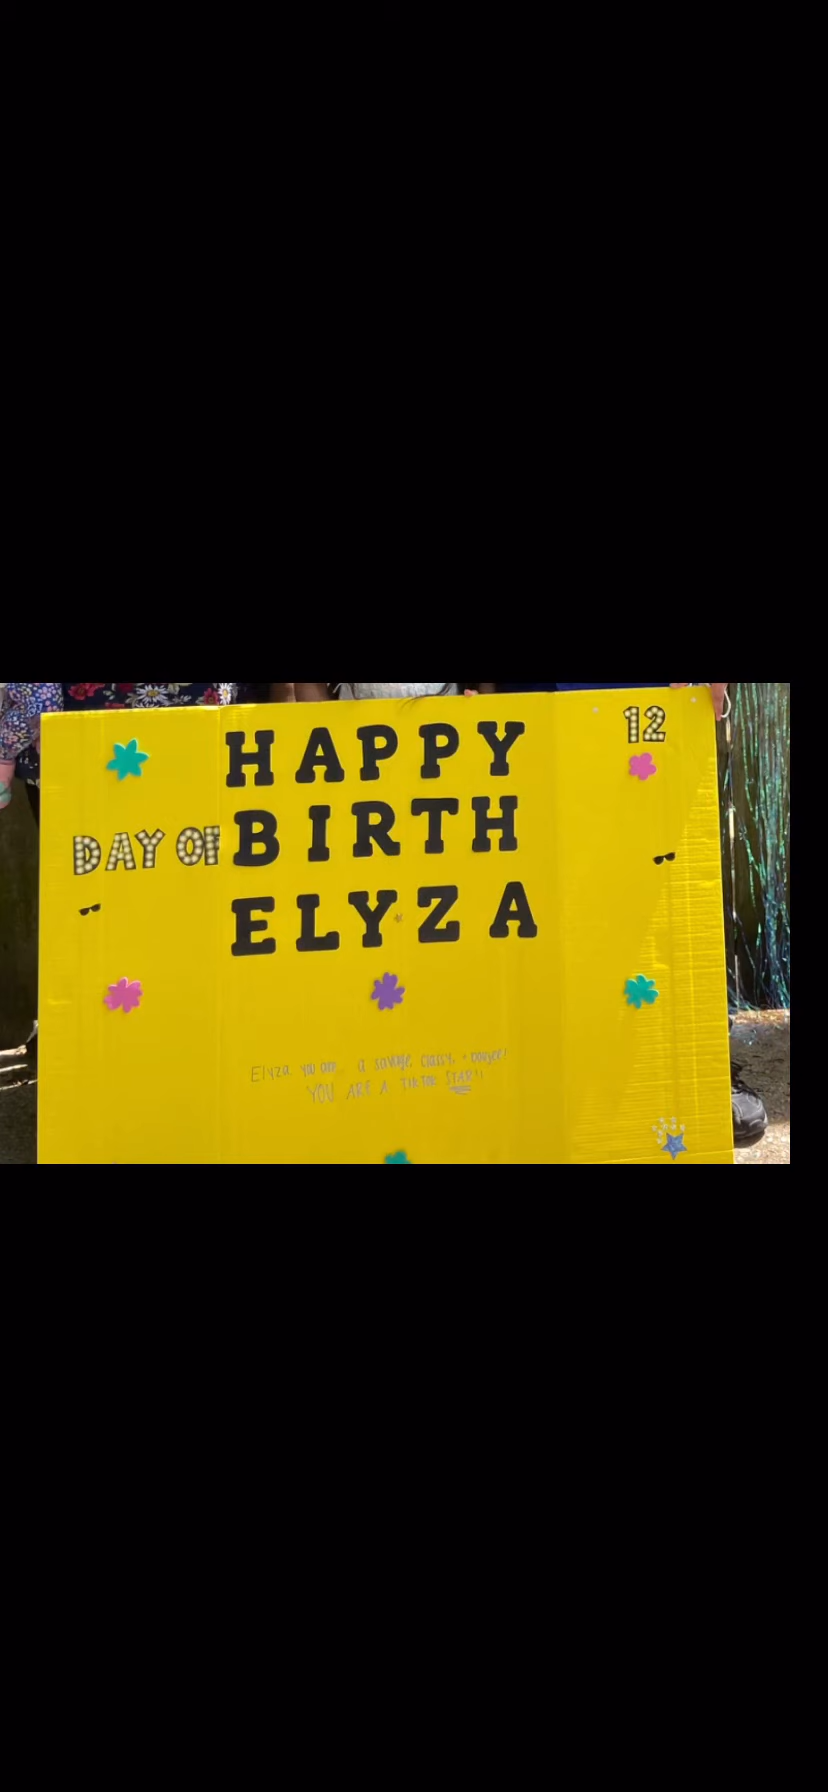 HAPPY
12
DAY OF BIRTH
ELYZA
Elyza you are a savage, classy, + bougee!
YOU ARE A TIKTOK STAR!!